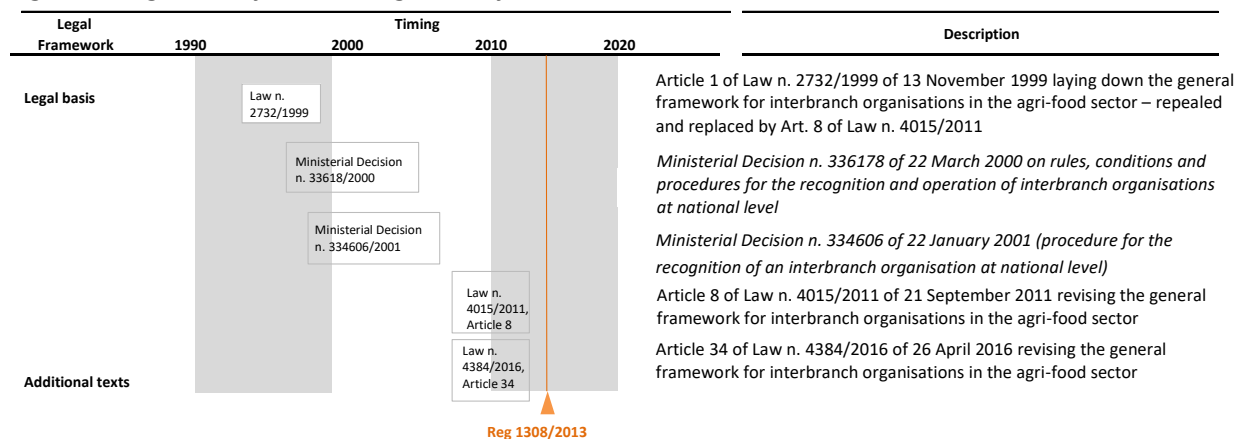 Legal
Framework
Timing
1990 2000 2010 2020
Description
Legal basis
Law n.
2732/1999
Article 1 of Law n. 2732/1999 of 13 November 1999 laying down the general
framework for interbranch organisations in the agri-food sector – repealed
and replaced by Art. 8 of Law n. 4015/2011
Ministerial Decision
n. 33618/2000
Ministerial Decision n. 336178 of 22 March 2000 on rules, conditions and
procedures for the recognition and operation of interbranch organisations
at national level
Ministerial Decision
n. 334606/2001
Ministerial Decision n. 334606 of 22 January 2001 (procedure for the
recognition of an interbranch organisation at national level)
Law n.
4015/2011,
Article 8
Article 8 of Law n. 4015/2011 of 21 September 2011 revising the general
framework for interbranch organisations in the agri-food sector
Additional texts
Law n.
4384/2016,
Article 34
Article 34 of Law n. 4384/2016 of 26 April 2016 revising the general
framework for interbranch organisations in the agri-food sector
Reg 1308/2013